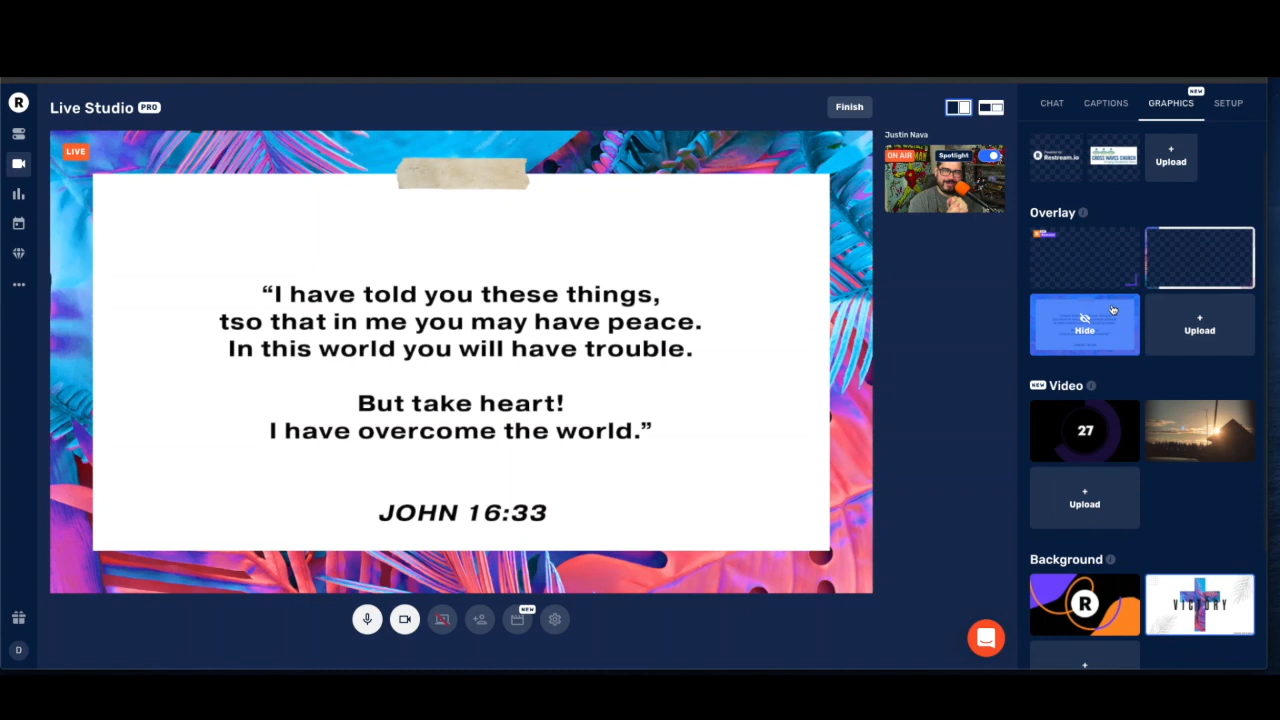 R
Live Studio PRO
Finish
NEW
CHAT
CAPTIONS
GRAPHICS
SETUP
LIVE
Justin Nava
ON AIR
Spotlight
Restream.io
CROSS WAVES CHURCH
+
Upload
Overlay
“I have told you these things,
tso that in me you may have peace.
In this world you will have trouble.
But take heart!
I have overcome the world.”
JOHN 16:33
Hide
+
Upload
NEW Video
27
+
Upload
Background
R
VICTORY
+
NEW
D